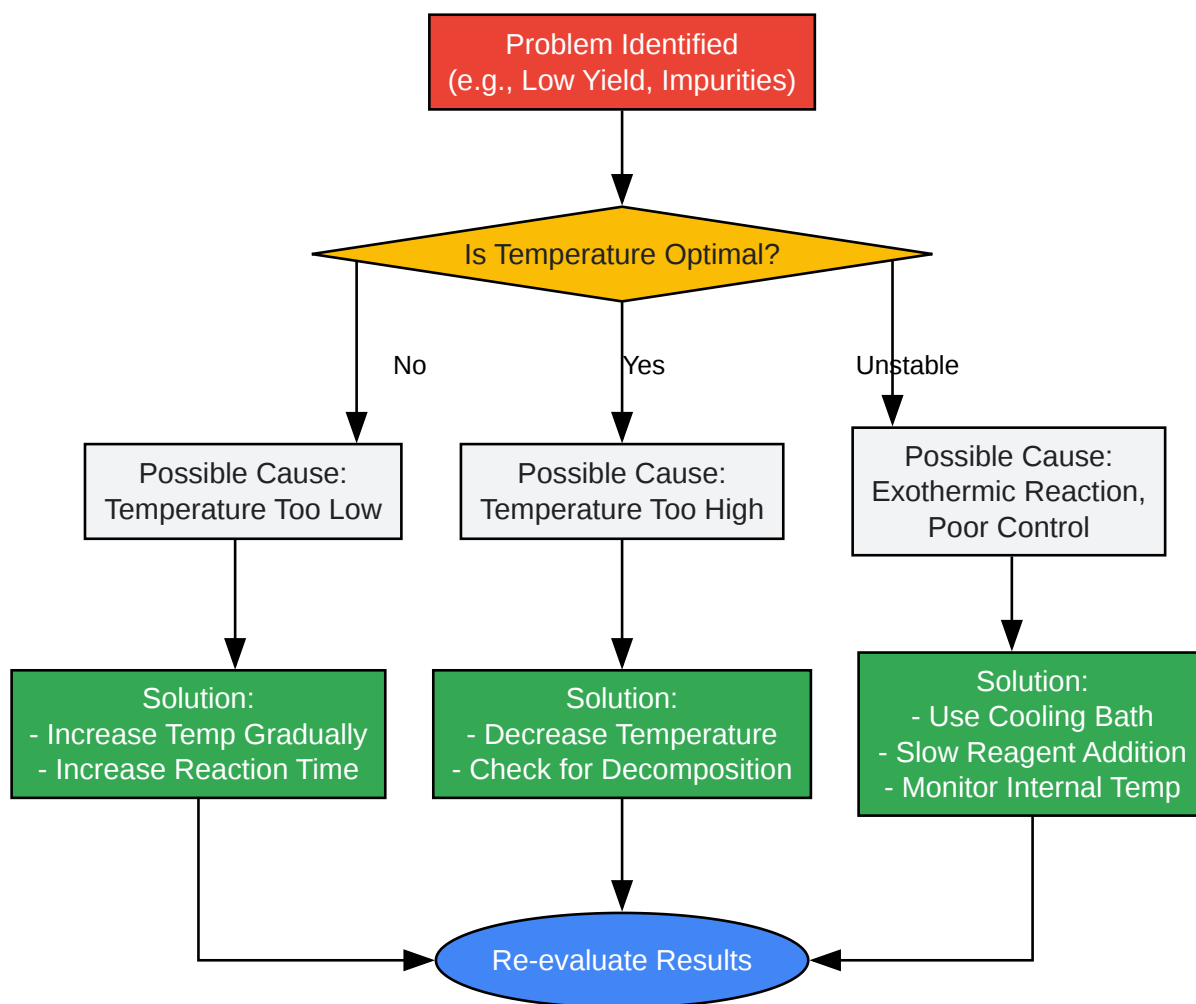 Problem Identified
(e.g., Low Yield, Impurities)
Is Temperature Optimal?
No
Yes
Unstable
Possible Cause:
Temperature Too Low
Possible Cause:
Temperature Too High
Possible Cause:
Exothermic Reaction,
Poor Control
Solution:
- Increase Temp Gradually
- Increase Reaction Time
Solution:
- Decrease Temperature
- Check for Decomposition
Solution:
- Use Cooling Bath
- Slow Reagent Addition
- Monitor Internal Temp
Re-evaluate Results